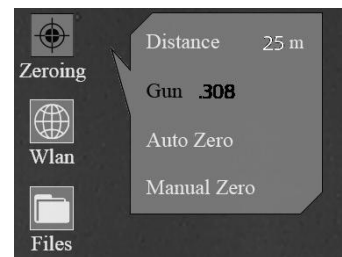 Zeroing
Wlan
Files
Distance 25 m
Gun .308
Auto Zero
Manual Zero